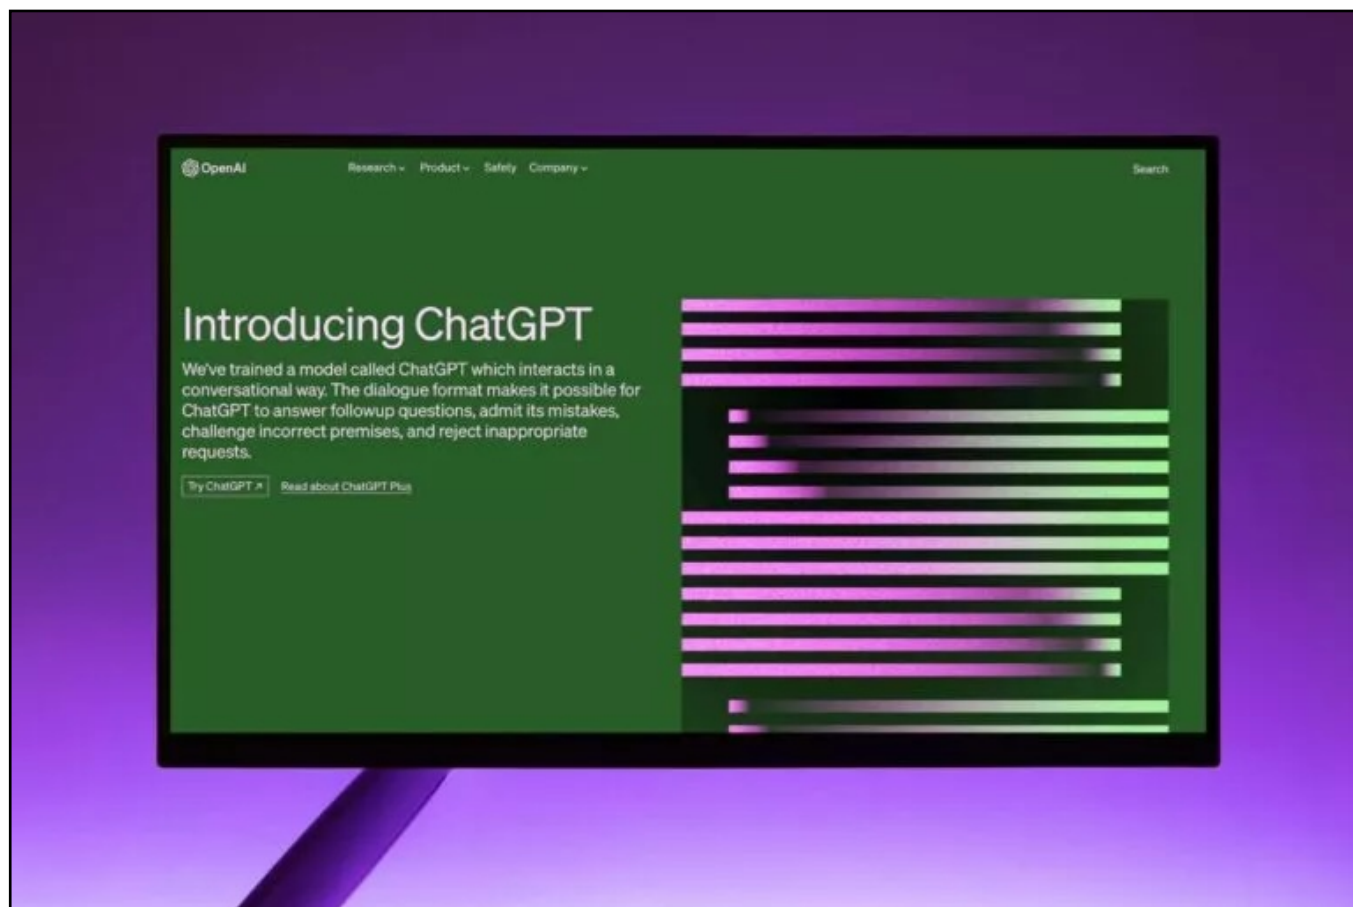 OpenAI
Research Product Safety Company
Search
Introducing ChatGPT
We've trained a model called ChatGPT which interacts in a
conversational way. The dialogue format makes it possible for
ChatGPT to answer followup questions, admit its mistakes,
challenge incorrect premises, and reject inappropriate
requests.
Try ChatGPT ↗ Read about ChatGPT Plus